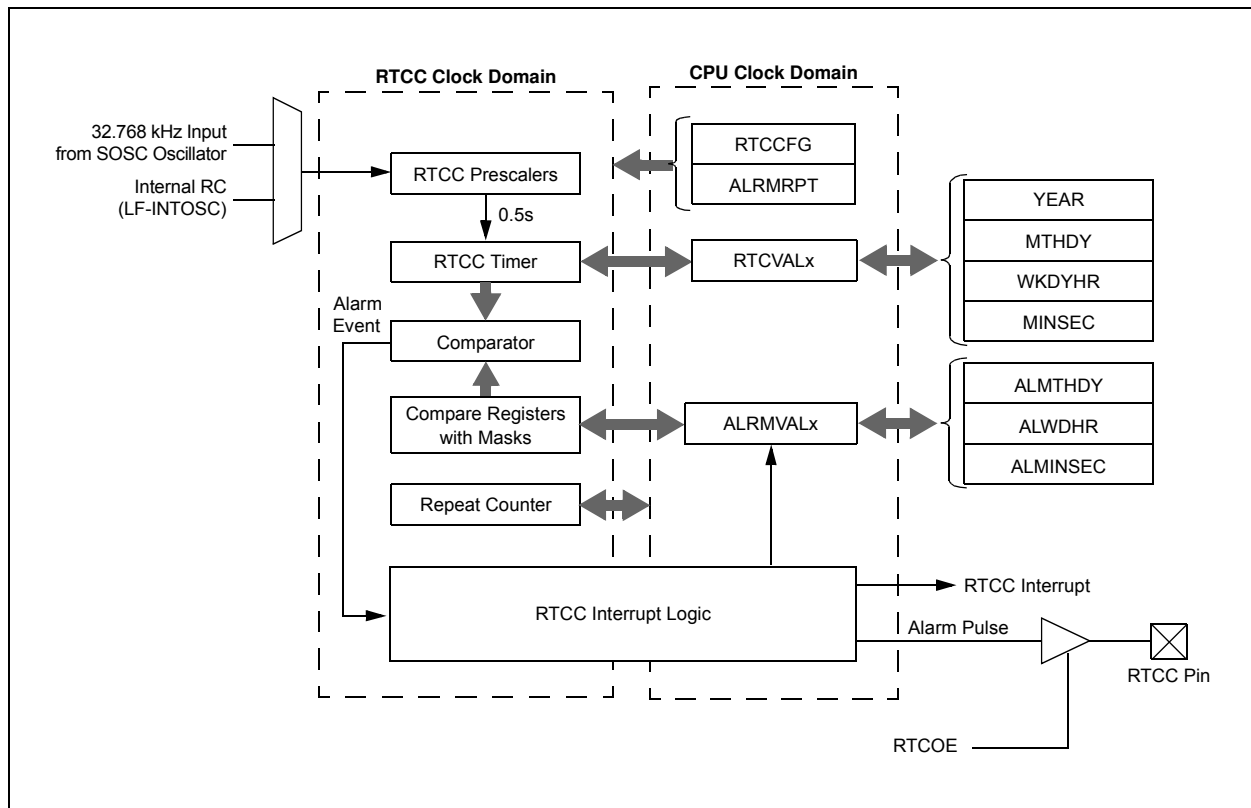 RTCC Clock Domain
CPU Clock Domain
32.768 kHz Input
from SOSC Oscillator
Internal RC
(LF-INTOSC)
RTCC Prescalers
0.5s
RTCC Timer
Alarm
Event
Comparator
Compare Registers
with Masks
Repeat Counter
RTCC Interrupt Logic
RTCCFG
ALRMRPT
RTCVALx
ALRMVALx
YEAR
MTHDY
WKDYHR
MINSEC
ALMTHDY
ALWDHR
ALMINSEC
RTCC Interrupt
Alarm Pulse
RTCC Pin
RTCOE